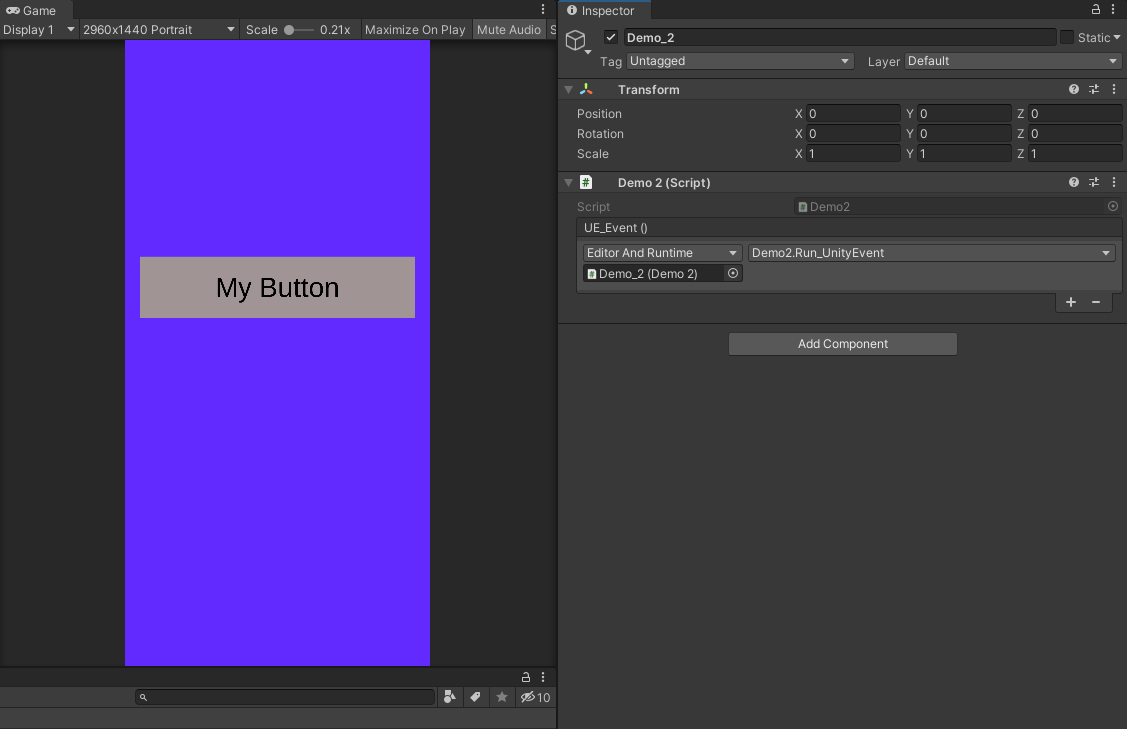 Game
Display 1 2960x1440 Portrait Scale 0.21x Maximize On Play Mute Audio S
My Button
10
Inspector
Demo_2 Static
Tag Untagged Layer Default
Transform
Position X 0 Y 0 Z 0
Rotation X 0 Y 0 Z 0
Scale X 1 Y 1 Z 1
# Demo 2 (Script)
Script Demo2
UE_Event ()
Editor And Runtime Demo2.Run_UnityEvent
Demo_2 (Demo 2)
+ −
Add Component